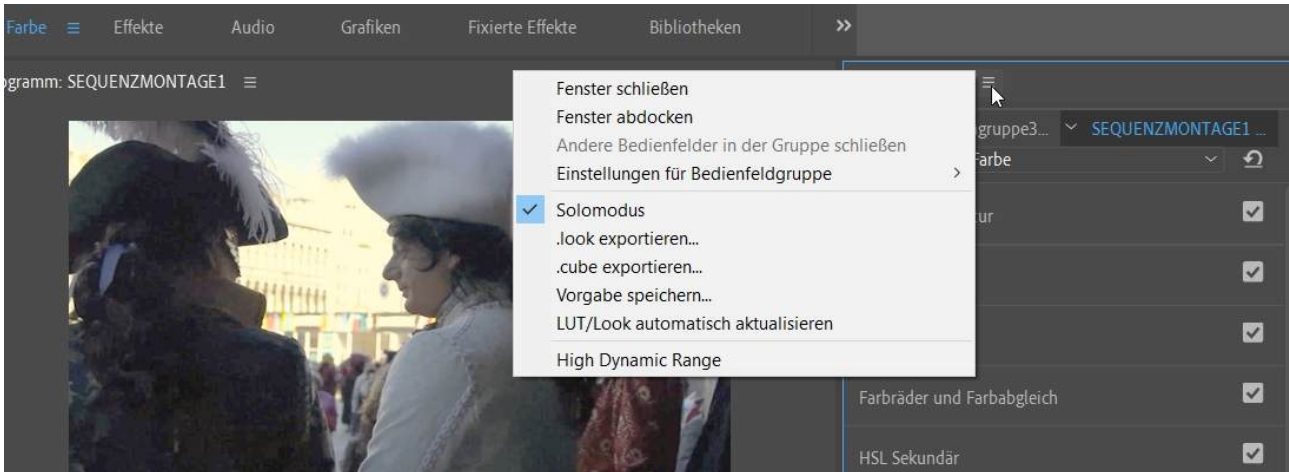 Farbe Effekte Audio Grafiken Fixierte Effekte Bibliotheken
ogramm: SEQUENZMONTAGE1
Fenster schließen
Fenster abdocken
Andere Bedienfelder in der Gruppe schließen
Einstellungen für Bedienfeldgruppe
Solomodus
.look exportieren...
.cube exportieren...
Vorgabe speichern...
LUT/Look automatisch aktualisieren
High Dynamic Range
gruppe3... SEQUENZMONTAGE1 ...
Farbe
tur
Farbräder und Farbabgleich
HSL Sekundär